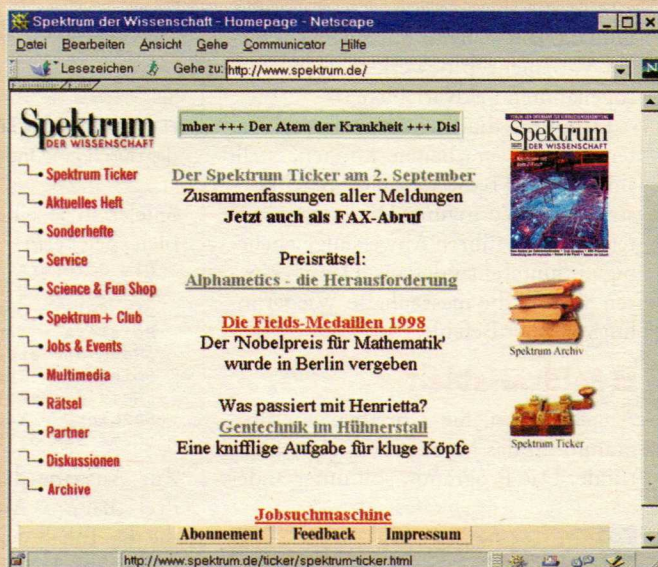 Spektrum der Wissenschaft - Homepage - Netscape
Datei Bearbeiten Ansicht Gehe Communicator Hilfe
Lesezeichen Gehe zu: http://www.spektrum.de/
Spektrum
DER WISSENSCHAFT
mber +++ Der Atem der Krankheit +++ Dis
Spektrum Ticker
Aktuelles Heft
Sonderhefte
Service
Science & Fun Shop
Spektrum+ Club
Jobs & Events
Multimedia
Rätsel
Partner
Diskussionen
Archive
Der Spektrum Ticker am 2. September
Zusammenfassungen aller Meldungen
Jetzt auch als FAX-Abruf
Preisrätsel:
Alphametics - die Herausforderung
Die Fields-Medaillen 1998
Der 'Nobelpreis für Mathematik'
wurde in Berlin vergeben
Was passiert mit Henrietta?
Gentechnik im Hühnerstall
Eine knifflige Aufgabe für kluge Köpfe
Jobsuchmaschine
Spektrum
DER WISSENSCHAFT
Spektrum Archiv
Spektrum Ticker
Abonnement Feedback Impressum
http://www.spektrum.de/ticker/spektrum-ticker.html